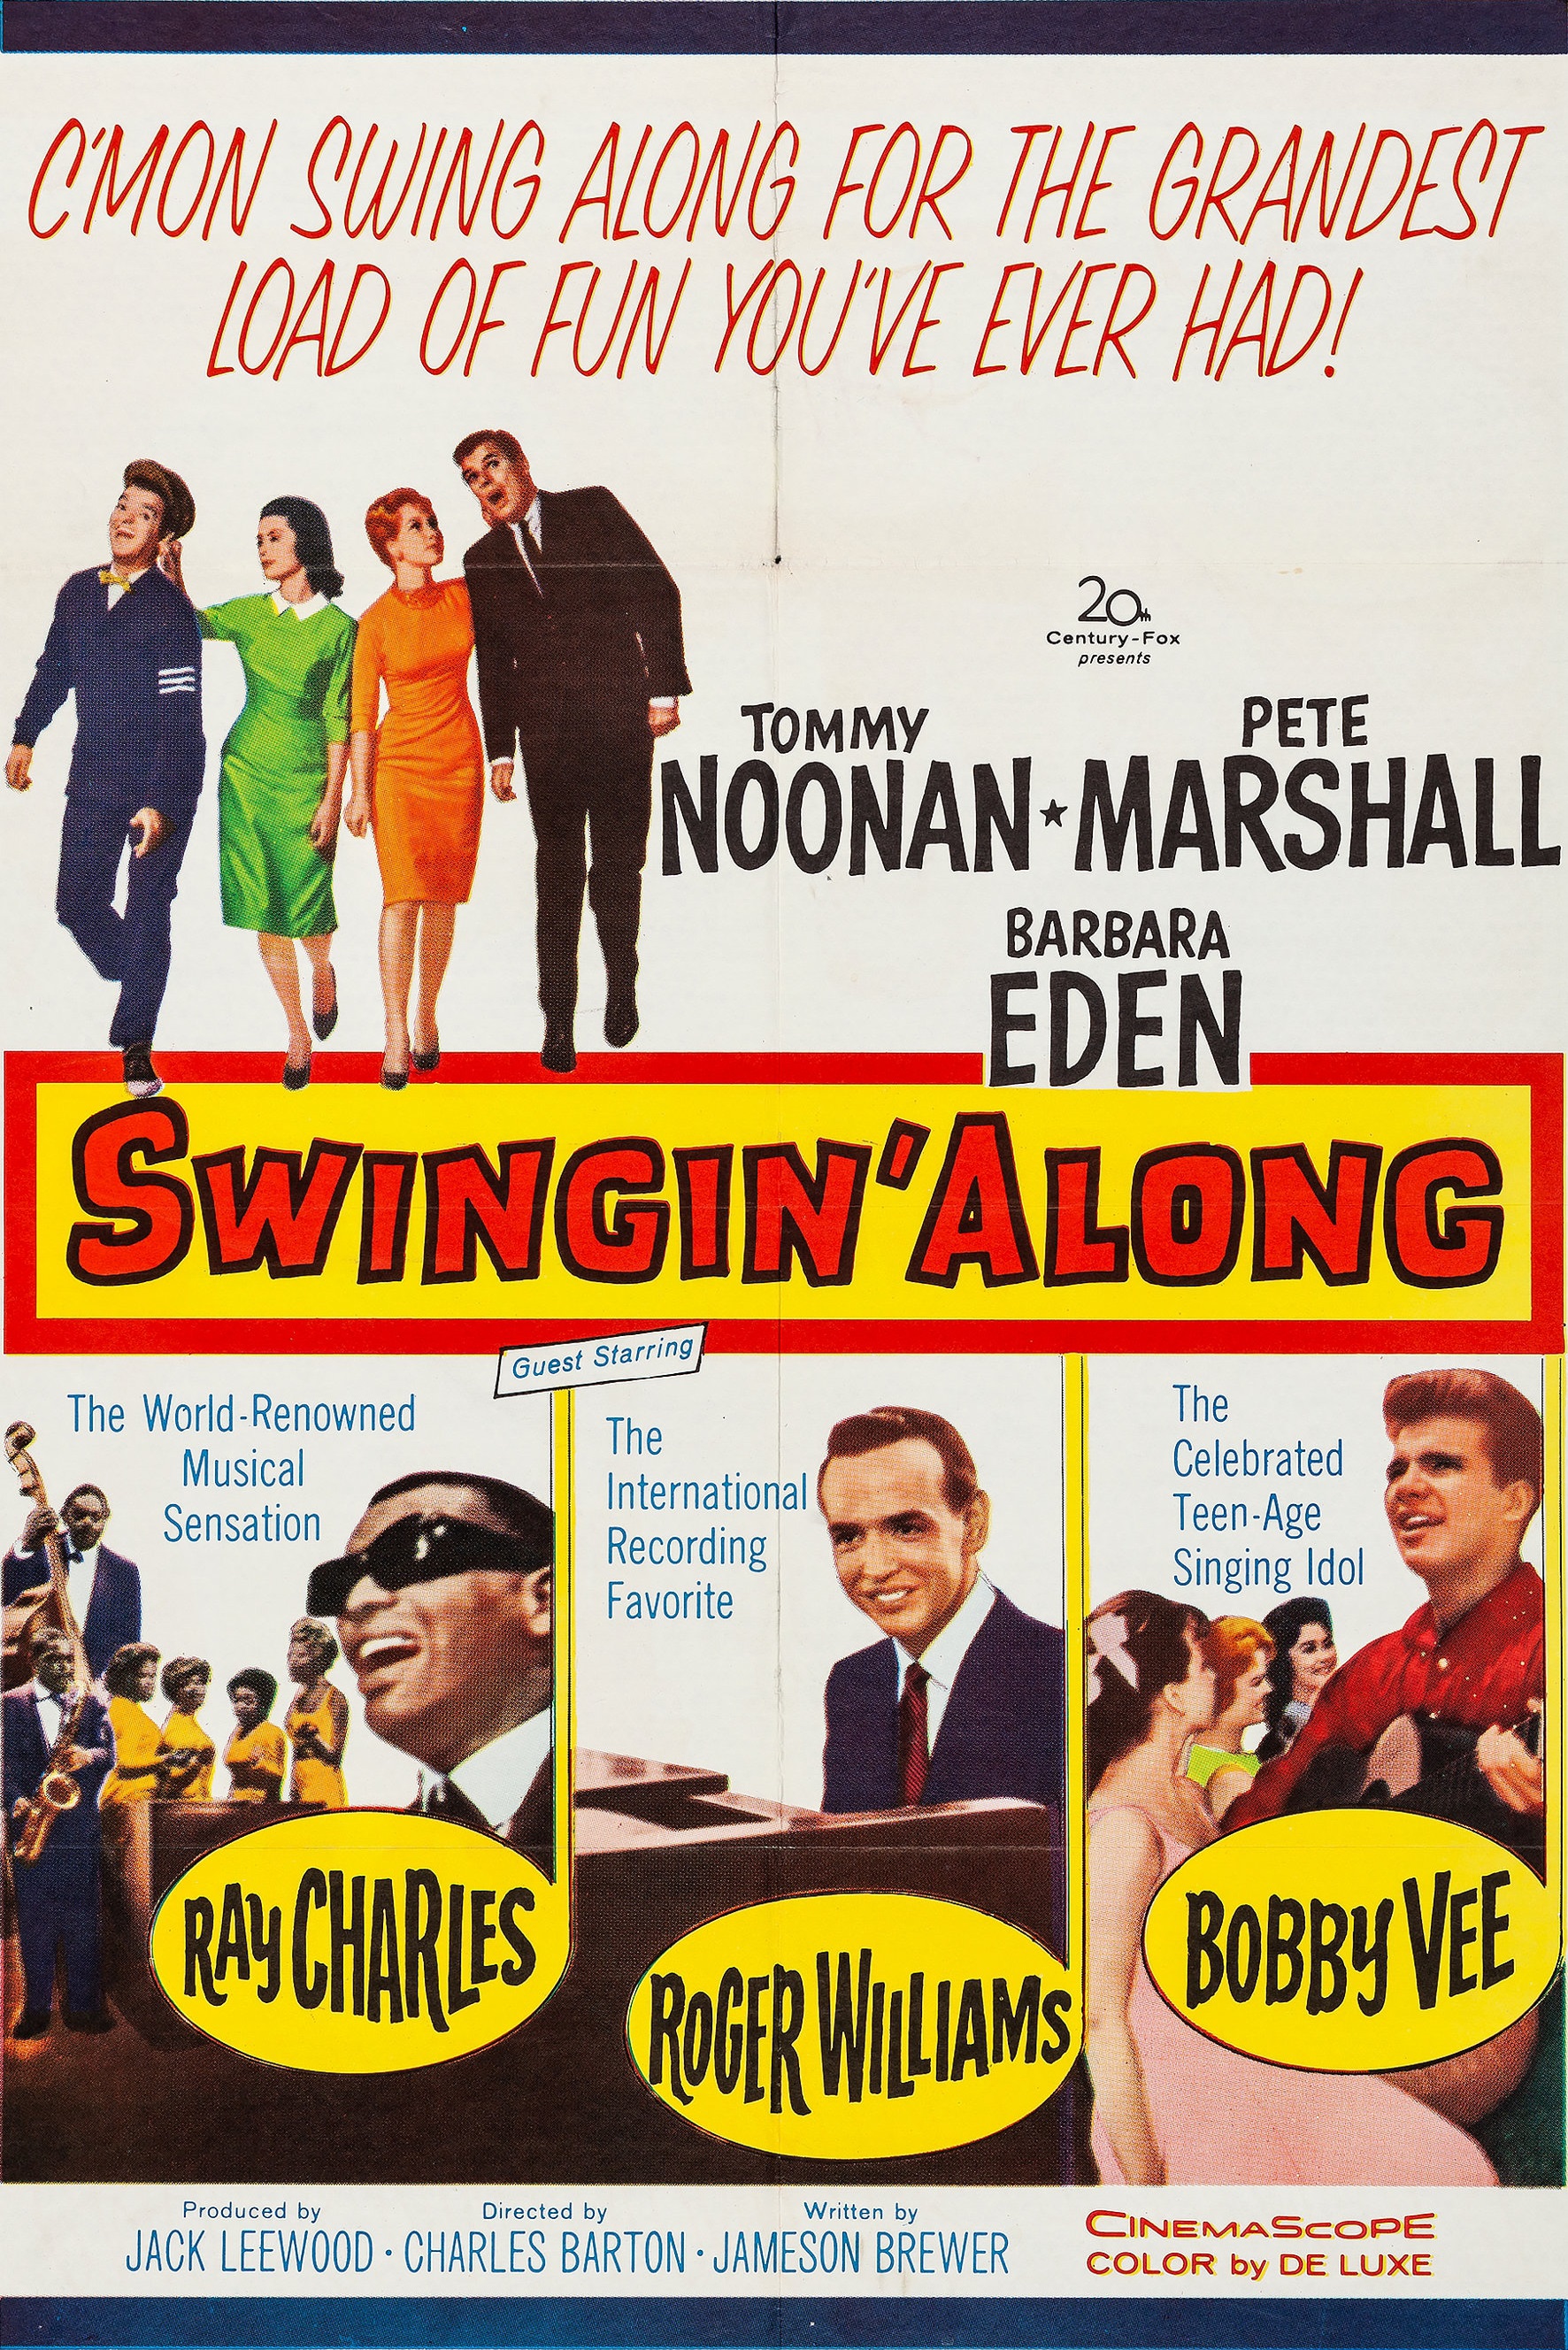 C'MON SWING ALONG FOR THE GRANDEST
LOAD OF FUN YOU'VE EVER HAD!
20th
Century-Fox
presents
TOMMY
NOONAN
PETE
MARSHALL
BARBARA
EDEN
SWINGIN' ALONG
Guest Starring
The World-Renowned
Musical
Sensation
RAY CHARLES
The
International
Recording
Favorite
ROGER WILLIAMS
The
Celebrated
Teen-Age
Singing Idol
BOBBY VEE
Produced by
JACK LEEWOOD
Directed by
CHARLES BARTON
Written by
JAMESON BREWER
CINEMASCOPE
COLOR by DE LUXE